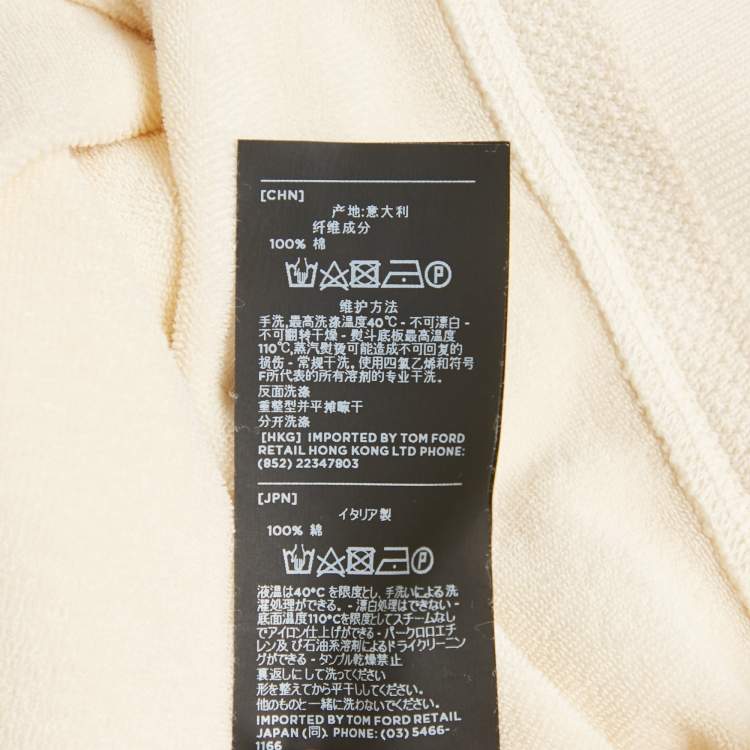 [CHN]
产地:意大利
纤维成分
100% 棉
P
维护方法
手洗,最高洗涤温度40℃ - 不可漂白 -
不可翻转干燥 - 熨斗底板最高温度
110℃,蒸汽熨烫可能造成不可回复的
损伤 - 常规干洗。使用四氯乙烯和符号
F所代表的所有溶剂的专业干洗。
反面洗涤
重整型并平摊晾干
分开洗涤
[HKG] IMPORTED BY TOM FORD
RETAIL HONG KONG LTD PHONE:
(852) 22347803
[JPN]
イタリア製
100% 綿
P
液温は40℃を限度とし、手洗いによる洗
濯処理ができる。- 漂白処理はできない -
底面温度110℃を限度としてスチームなし
でアイロン仕上げができる - パークロロエチ
レン及び石油系溶剤によるドライクリーニン
グができる - タンブル乾燥禁止
裏返しにして洗ってください
形を整えてから平干ししてください。
他のものと一緒に洗わないでください。
IMPORTED BY TOM FORD RETAIL
JAPAN (同). PHONE: (03) 5466-
1166